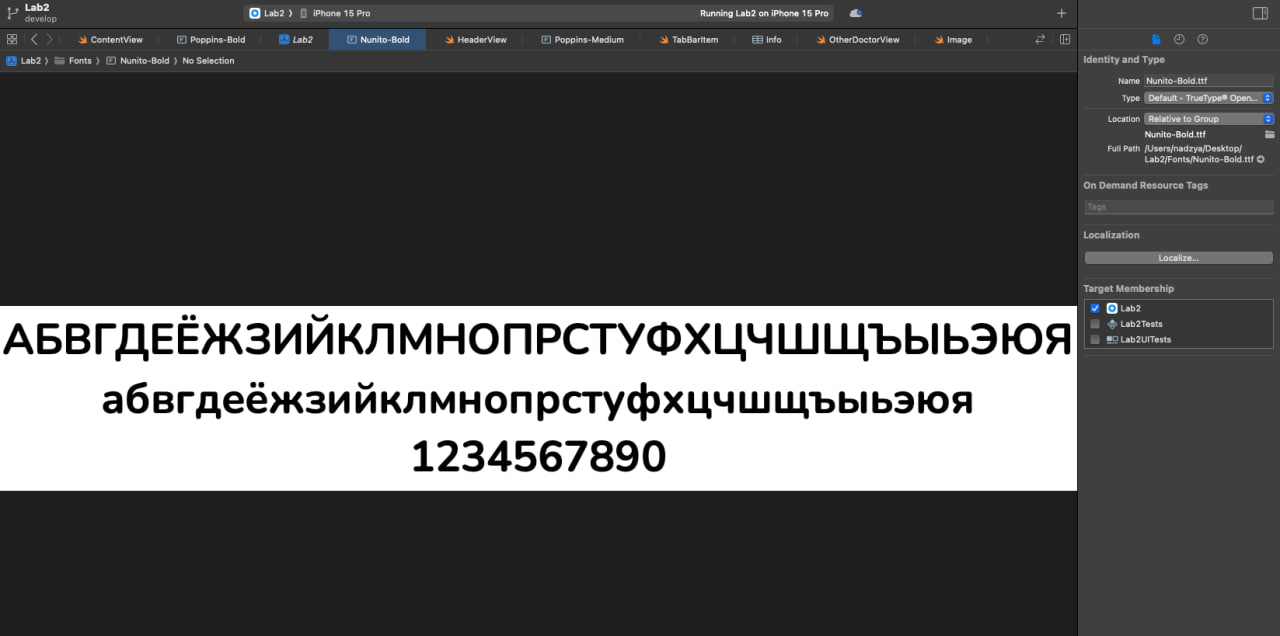 Lab2
develop
Lab2 〉 iPhone 15 Pro
Running Lab2 on iPhone 15 Pro
ContentView
Poppins-Bold
Lab2
Nunito-Bold
HeaderView
Poppins-Medium
TabBarItem
Info
OtherDoctorView
Image
Lab2 〉 Fonts 〉 Nunito-Bold 〉 No Selection
АБВГДЕЁЖЗИЙКЛМНОПРСТУФХЦЧШЩЪЫЬЭЮЯ
абвгдеёжзийклмнопрстуфхцчшщъыьэюя
1234567890
Identity and Type
Name Nunito-Bold.ttf
Type Default - TrueType® Open...
Location Relative to Group
Nunito-Bold.ttf
Full Path /Users/nadzya/Desktop/
Lab2/Fonts/Nunito-Bold.ttf
On Demand Resource Tags
Tags
Localization
Localize...
Target Membership
Lab2
Lab2Tests
Lab2UITests